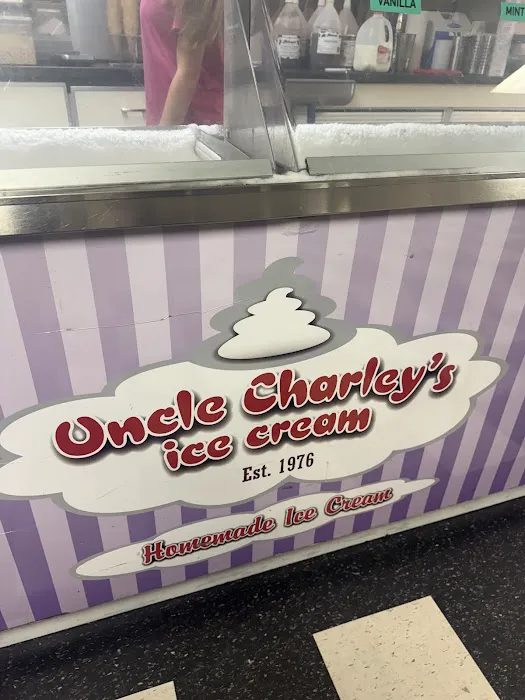 VANILLA
MINT
Uncle Charley's
ice cream
Est. 1976
Homemade Ice Cream